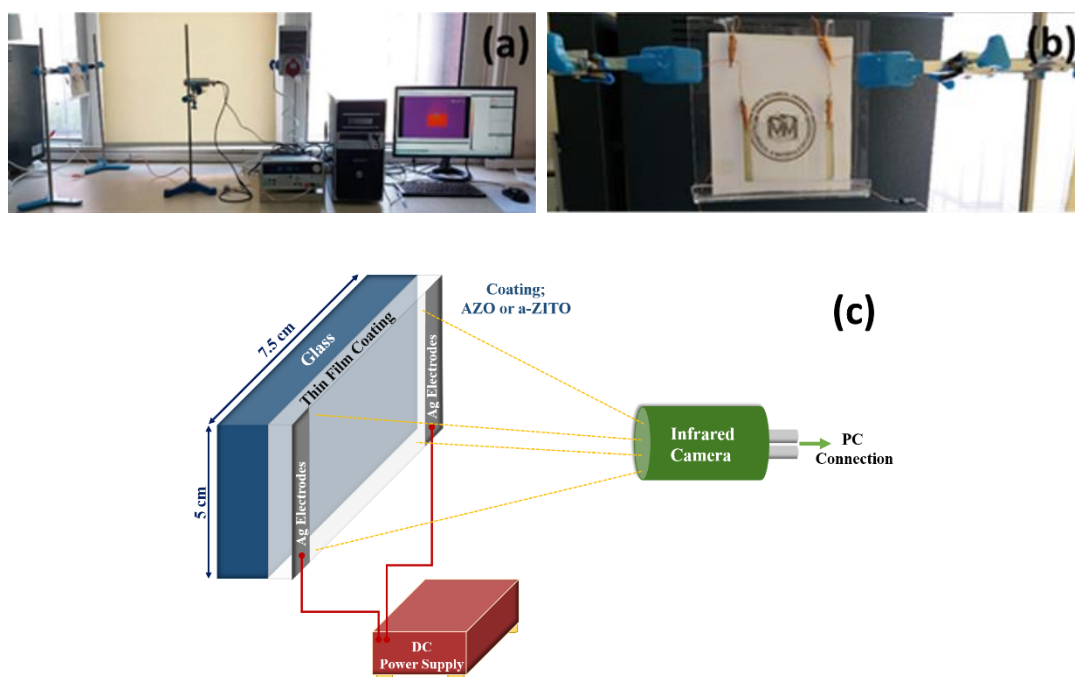 (a)
(b)
(c)
Coating;
AZO or a-ZITO
7.5 cm
Glass
Thin Film Coating
Ag Electrodes
Ag Electrodes
5 cm
Infrared
Camera
PC
Connection
DC
Power Supply